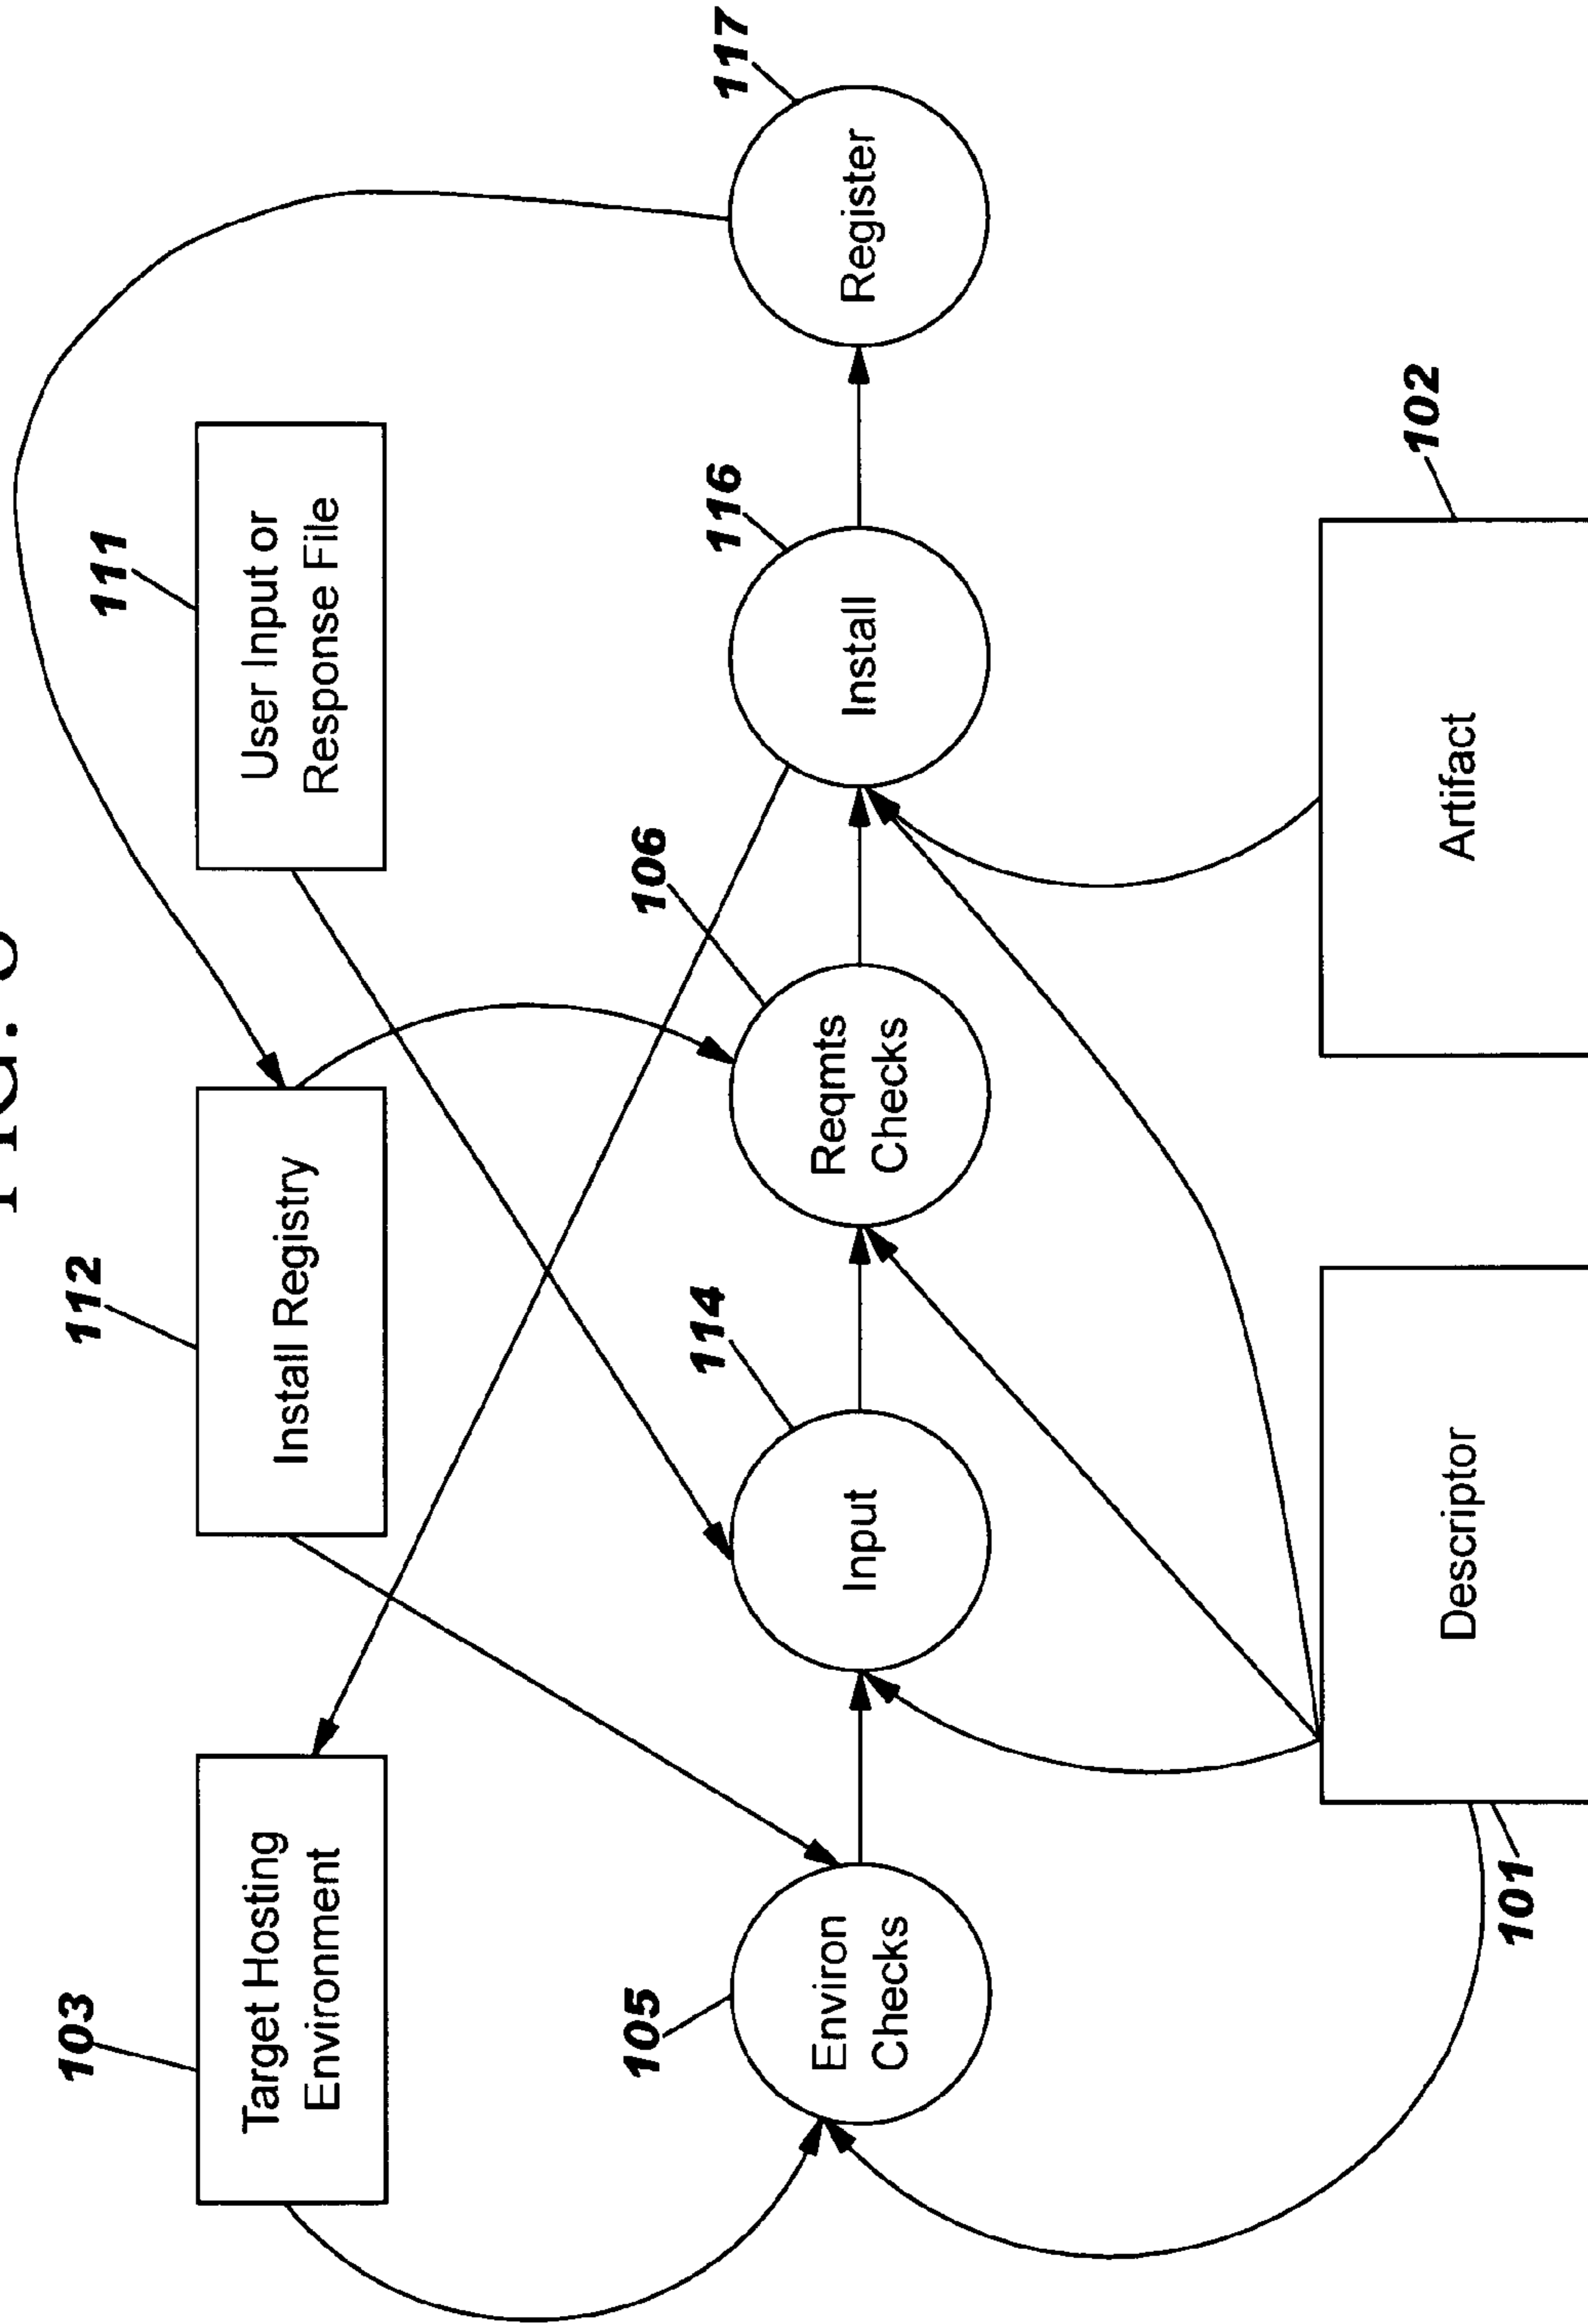 FIG.
103
112
111
Target Hosting
Environment
Install Registry
User Input or
Response File
105
114
106
116
117
Environ
Checks
Input
Reqmts
Checks
Install
Register
101
102
Descriptor
Artifact